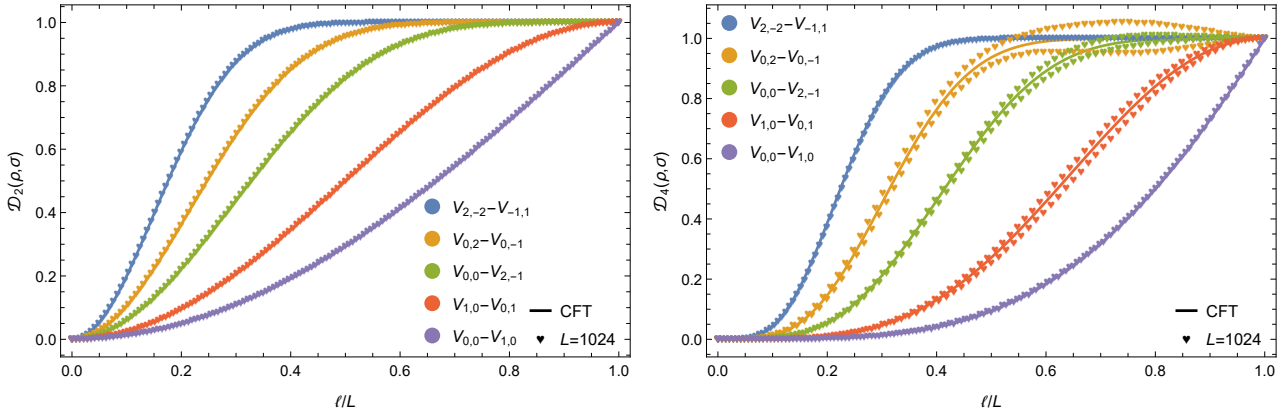 1.0
0.8
0.6
0.4
0.2
0.0
𝒟₂(ρ,σ)
V₂,₋₂−V₋₁,₁
V₀,₂−V₀,₋₁
V₀,₀−V₂,₋₁
V₁,₀−V₀,₁
V₀,₀−V₁,₀
CFT
L=1024
0.0 0.2 0.4 0.6 0.8 1.0
ℓ/L
1.0
0.8
0.6
0.4
0.2
0.0
𝒟₄(ρ,σ)
V₂,₋₂−V₋₁,₁
V₀,₂−V₀,₋₁
V₀,₀−V₂,₋₁
V₁,₀−V₀,₁
V₀,₀−V₁,₀
CFT
L=1024
0.0 0.2 0.4 0.6 0.8 1.0
ℓ/L